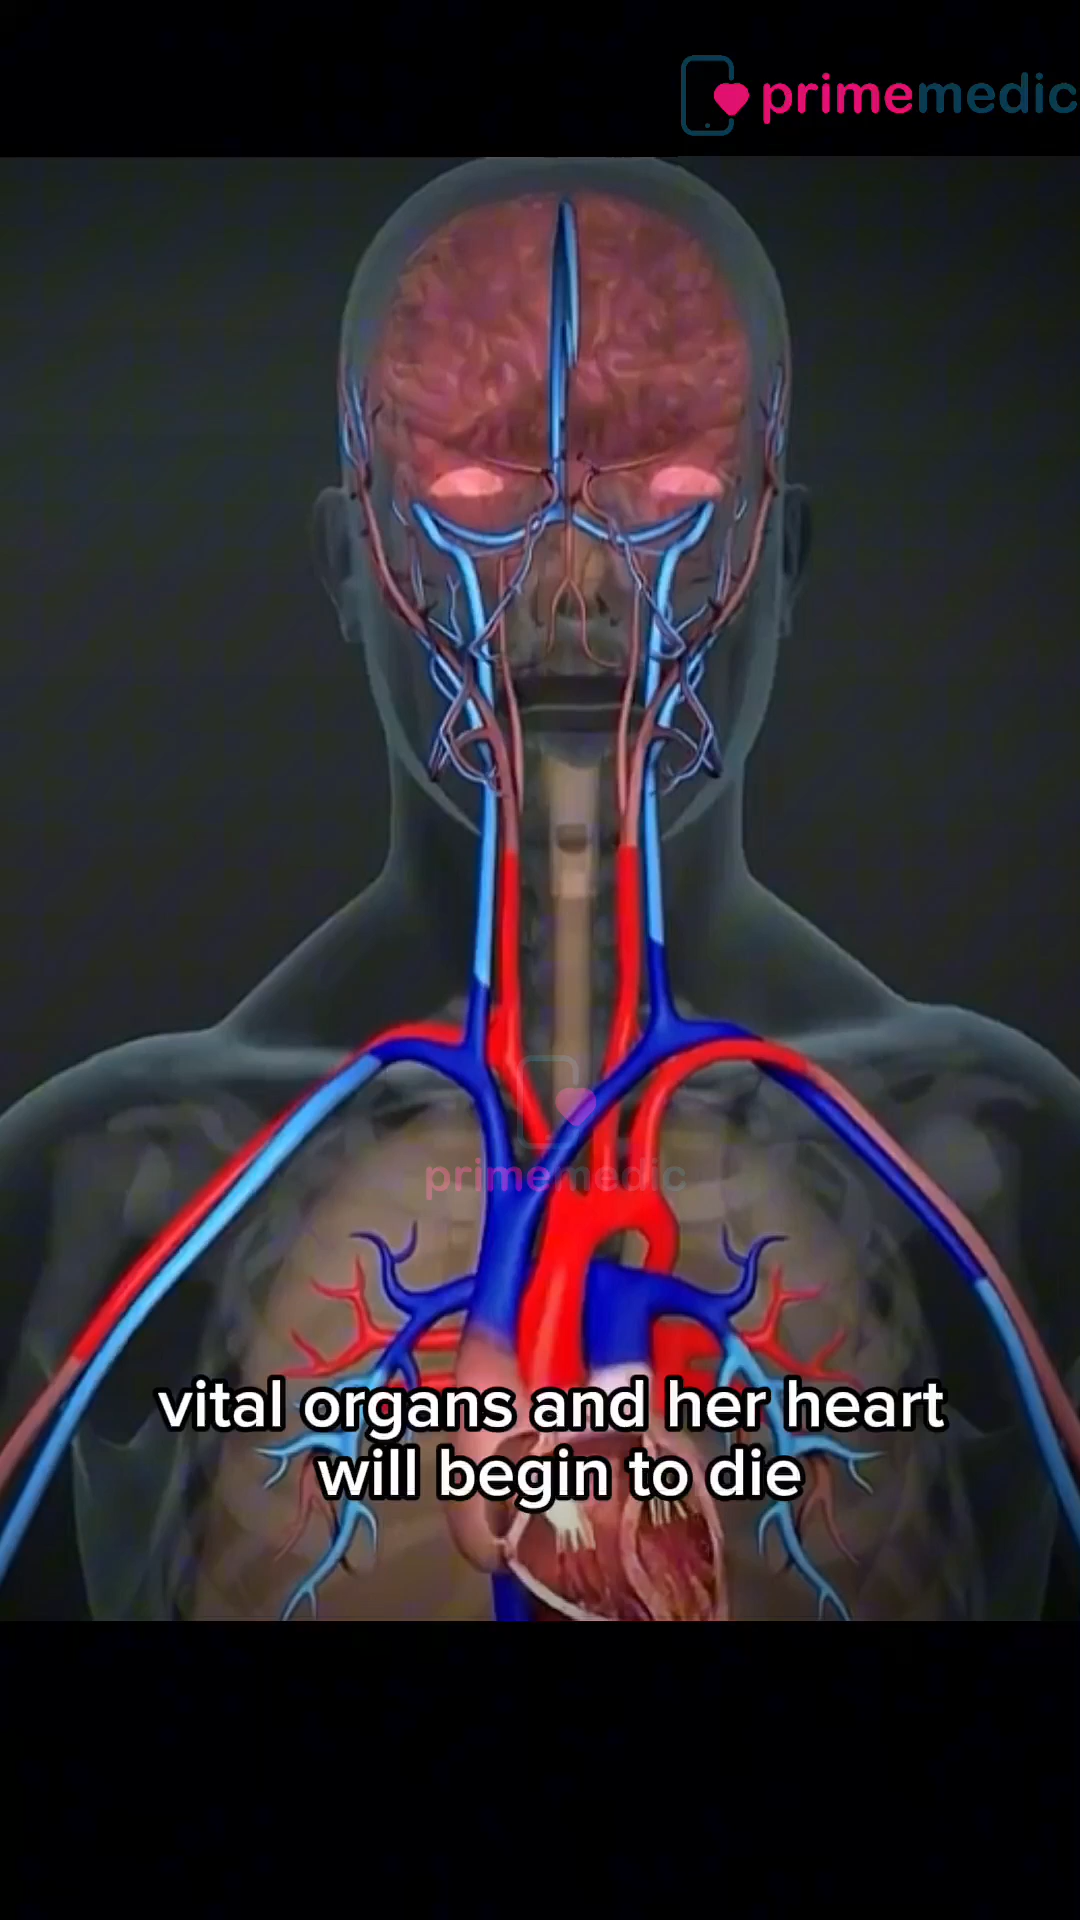 primemedic
primemedic
vital organs and her heart
will begin to die